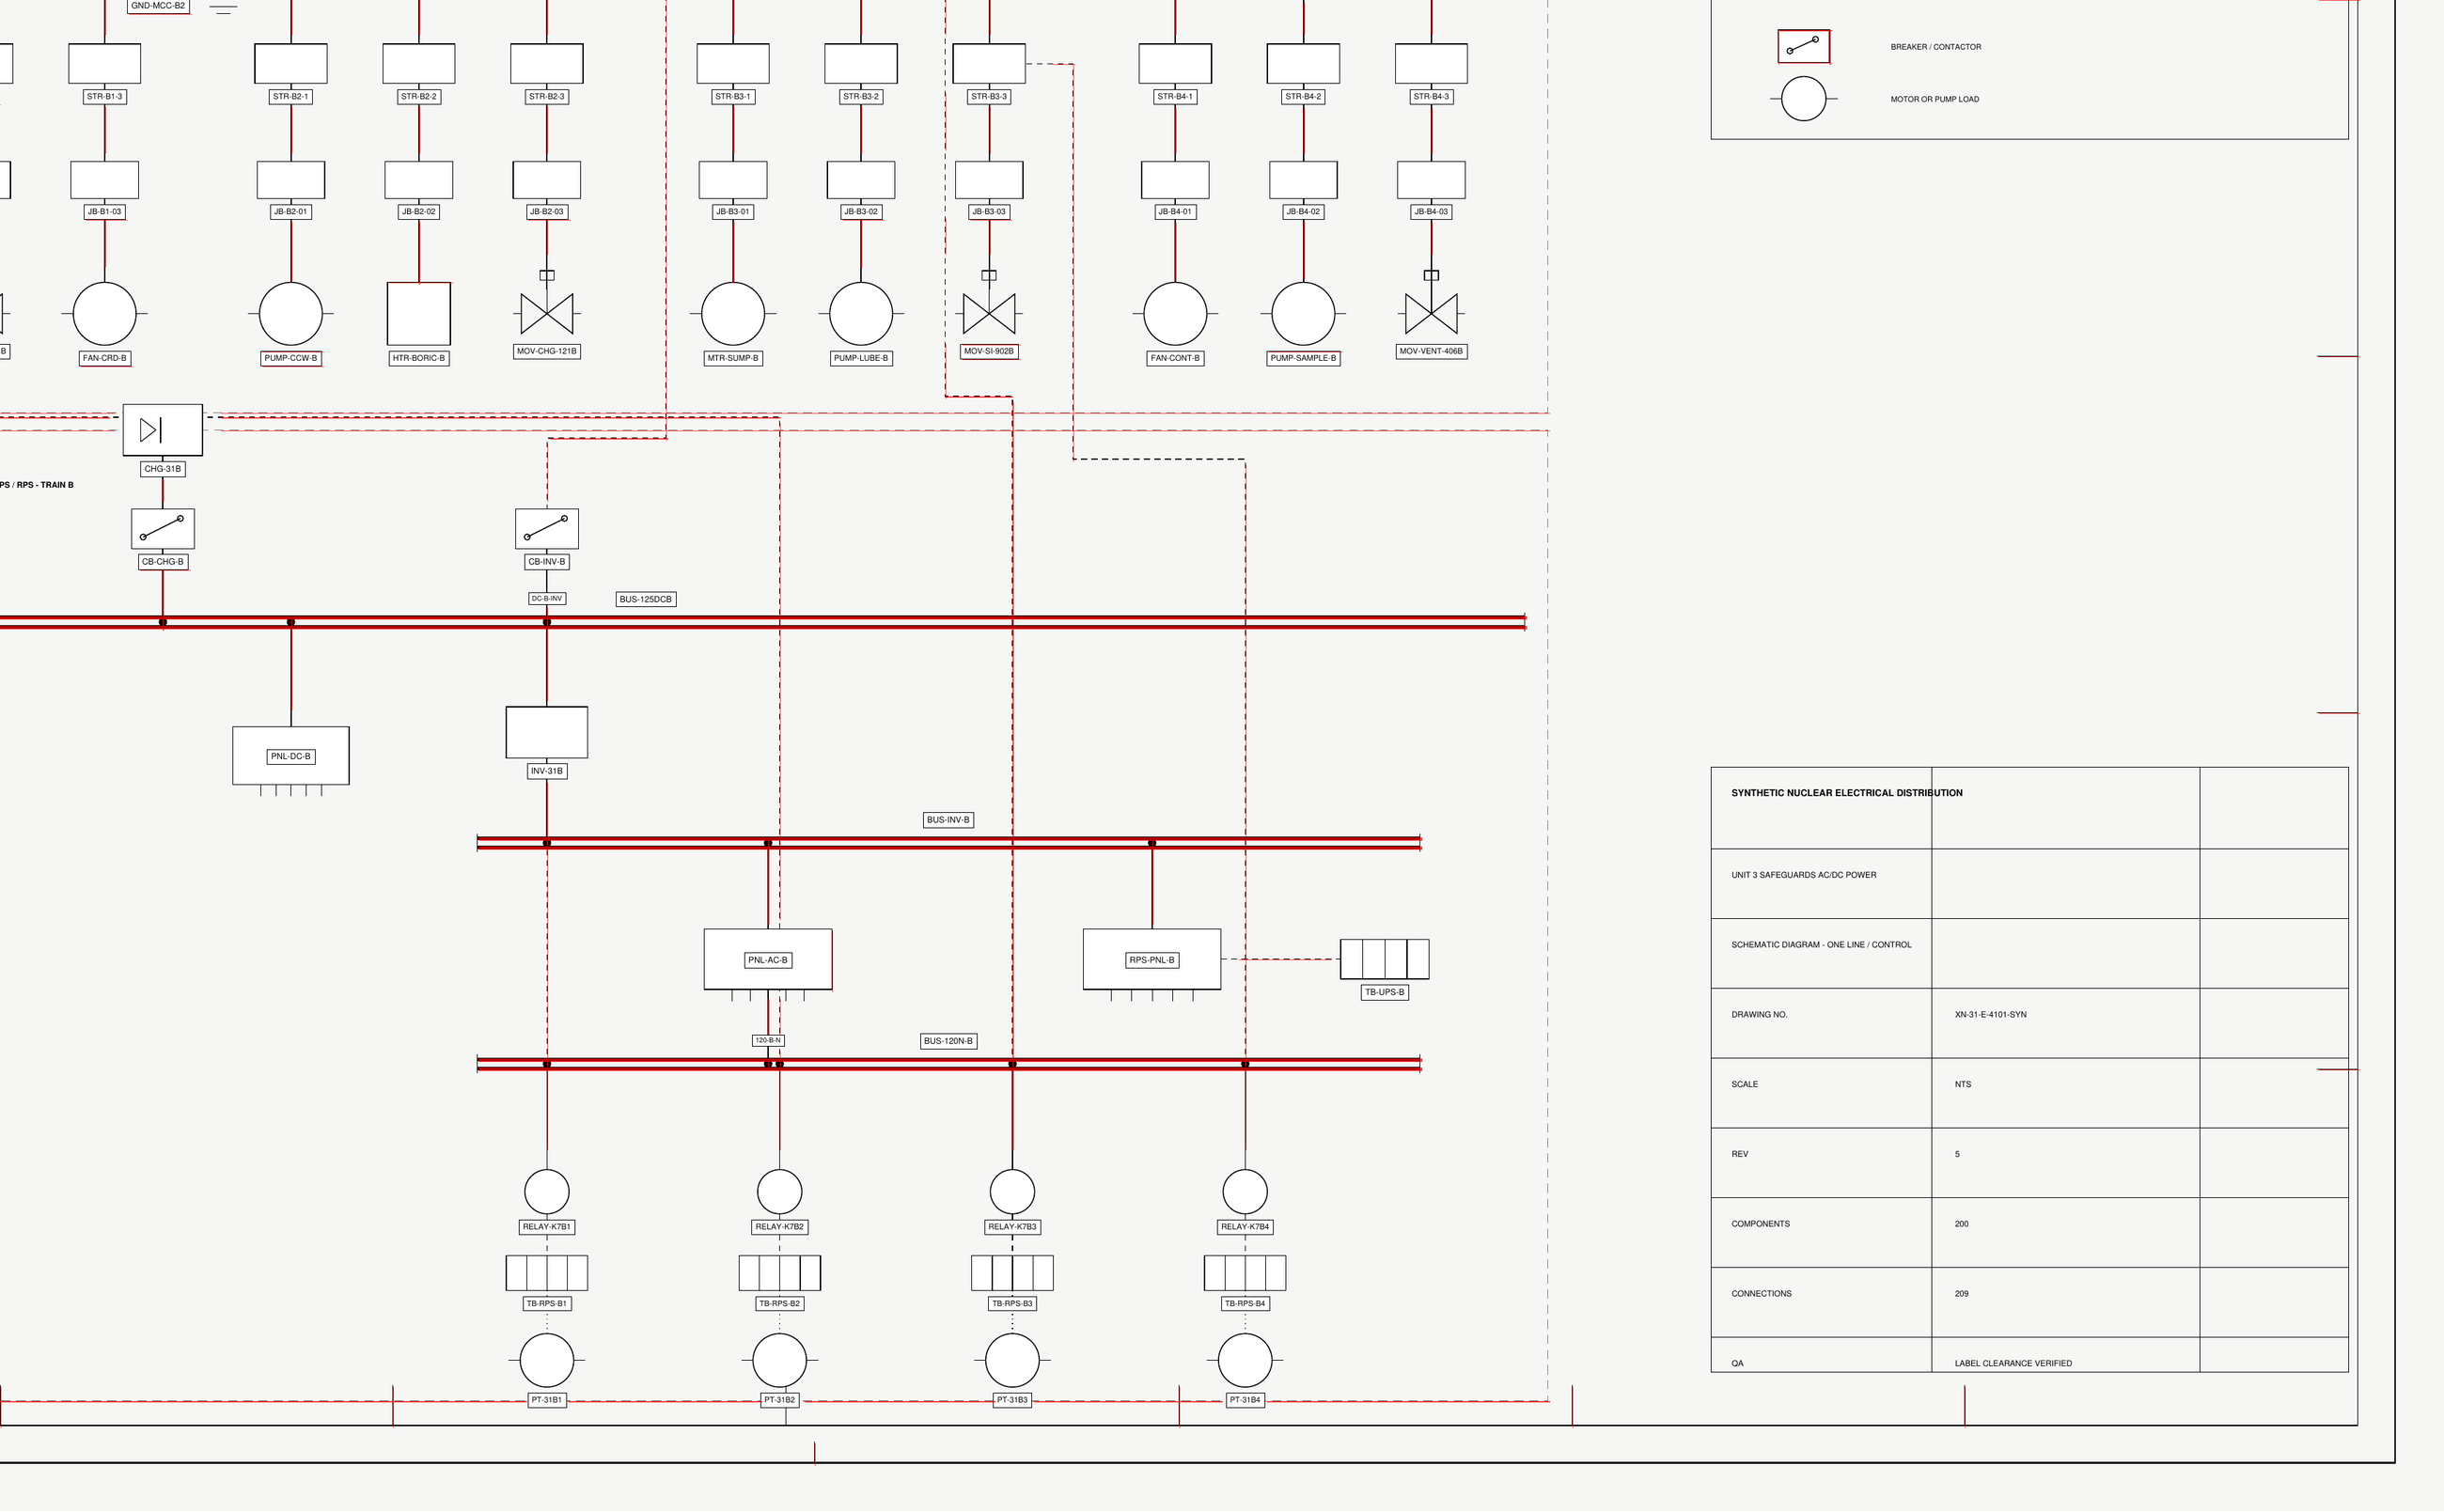 GND-MCC-B2
BREAKER / CONTACTOR
MOTOR OR PUMP LOAD
STR-B1-3
STR-B2-1
STR-B2-2
STR-B2-3
STR-B3-1
STR-B3-2
STR-B3-3
STR-B4-1
STR-B4-2
STR-B4-3
JB-B1-03
JB-B2-01
JB-B2-02
JB-B2-03
JB-B3-01
JB-B3-02
JB-B3-03
JB-B4-01
JB-B4-02
JB-B4-03
B
FAN-CRD-B
PUMP-CCW-B
HTR-BORIC-B
MOV-CHG-121B
MTR-SUMP-B
PUMP-LUBE-B
MOV-SI-902B
FAN-CONT-B
PUMP-SAMPLE-B
MOV-VENT-406B
CHG-31B
PS / RPS - TRAIN B
CB-CHG-B
CB-INV-B
DC-B-INV
BUS-125DCB
PNL-DC-B
INV-31B
BUS-INV-B
PNL-AC-B
RPS-PNL-B
TB-UPS-B
120-B-N
BUS-120N-B
RELAY-K7B1
RELAY-K7B2
RELAY-K7B3
RELAY-K7B4
TB-RPS-B1
TB-RPS-B2
TB-RPS-B3
TB-RPS-B4
PT-31B1
PT-31B2
PT-31B3
PT-31B4
SYNTHETIC NUCLEAR ELECTRICAL DISTRIBUTION
UNIT 3 SAFEGUARDS AC/DC POWER
SCHEMATIC DIAGRAM - ONE LINE / CONTROL
DRAWING NO. XN-31-E-4101-SYN
SCALE NTS
REV 5
COMPONENTS 200
CONNECTIONS 209
QA LABEL CLEARANCE VERIFIED